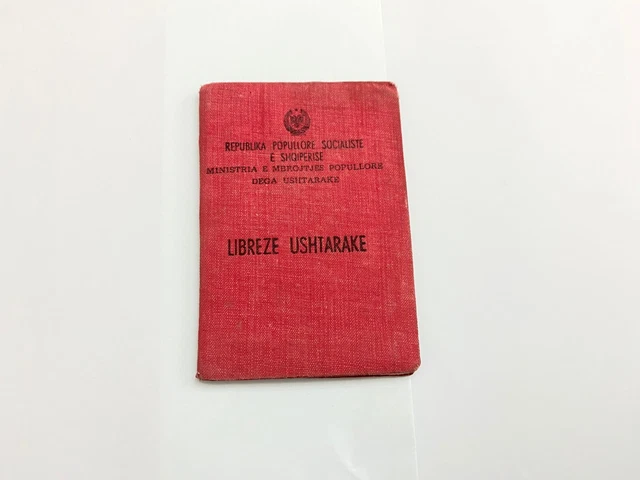 REPUBLIKA POPULLORE SOCIALISTE
E SHQIPERISE
MINISTRIA E MBROJTJES POPULLORE
DEGA USHTARAKE
LIBREZE USHTARAKE